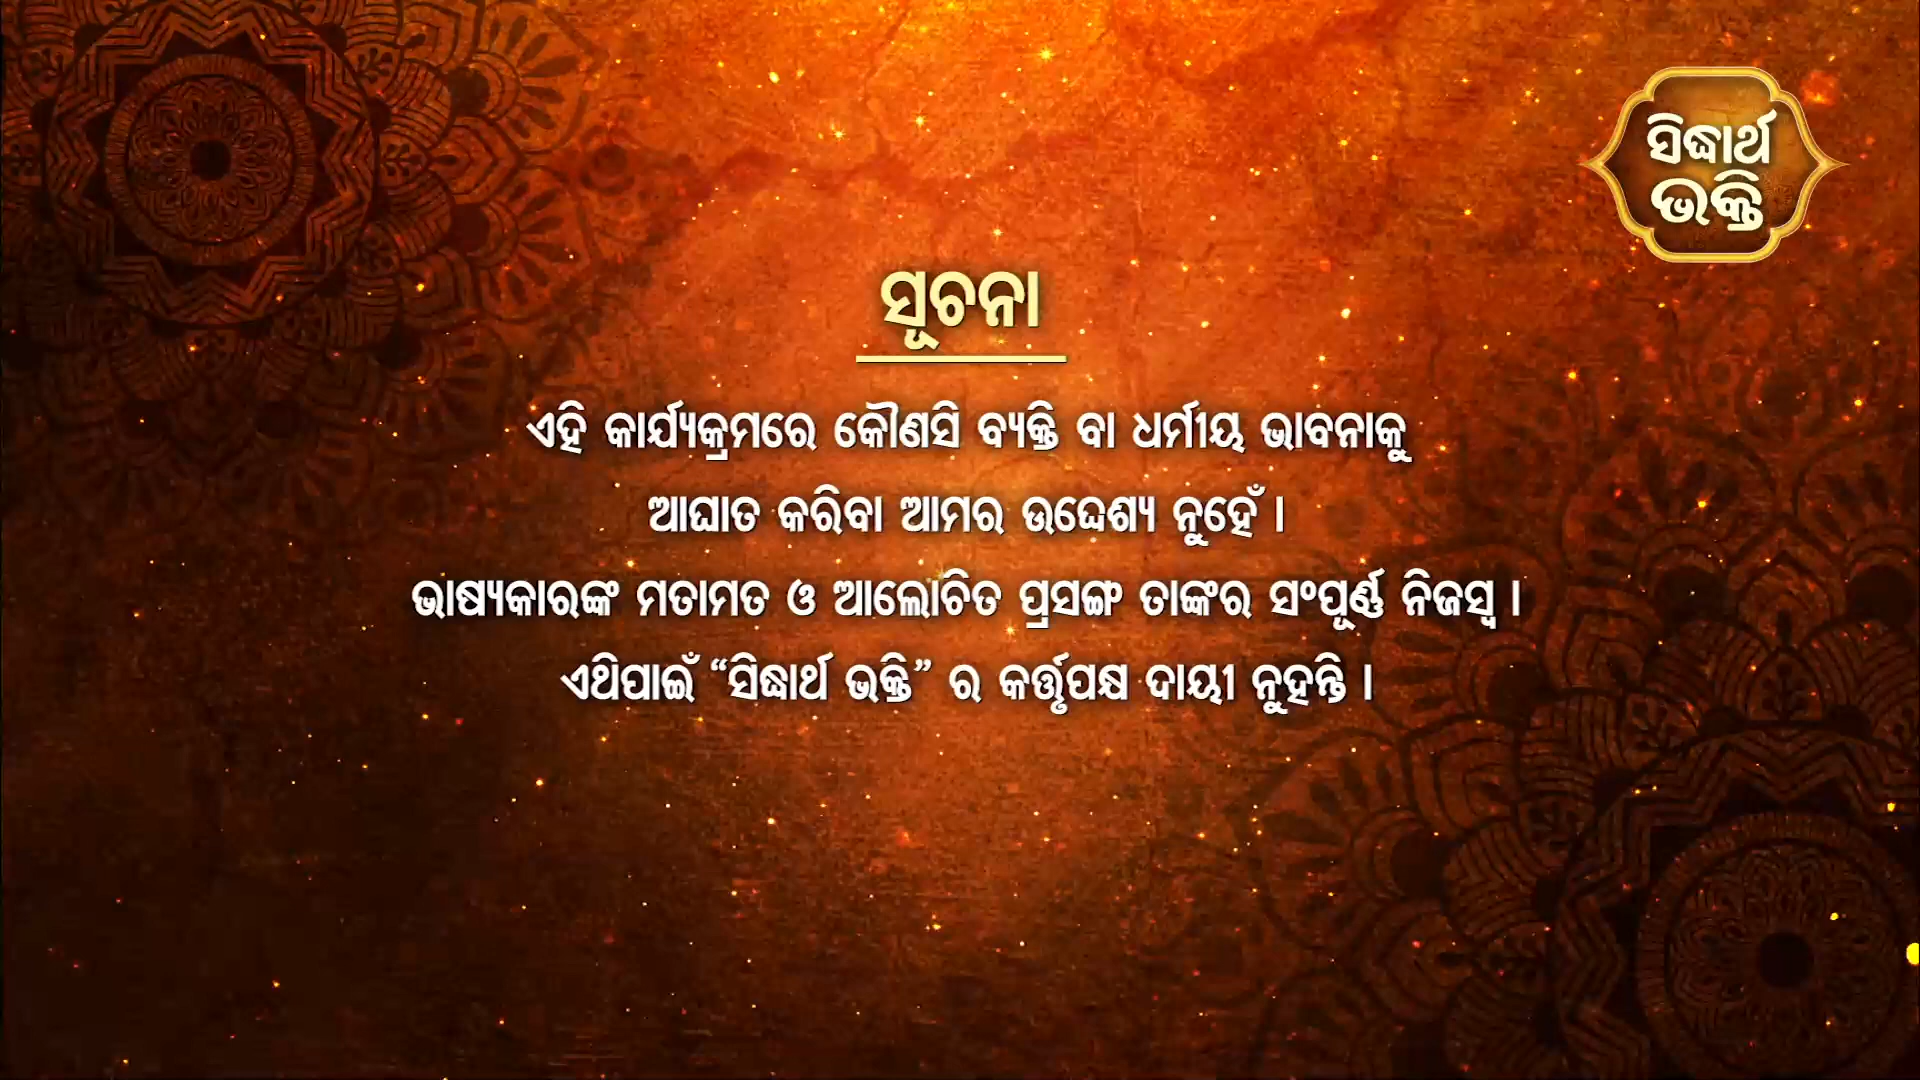 ସିଦ୍ଧାର୍ଥ
ଭକ୍ତି
ସୂଚନା
ଏହି କାର୍ଯ୍ୟକ୍ରମରେ କୌଣସି ବ୍ୟକ୍ତି ବା ଧର୍ମୀୟ ଭାବନାକୁ
ଆଘାତ କରିବା ଆମର ଉଦ୍ଦେଶ୍ୟ ନୁହେଁ ।
ଭାଷ୍ୟକାରଙ୍କ ମତାମତ ଓ ଆଲୋଚିତ ପ୍ରସଙ୍ଗ ତାଙ୍କର ସଂପୂର୍ଣ୍ଣ ନିଜସ୍ୱ ।
ଏଥିପାଇଁ “ସିଦ୍ଧାର୍ଥ ଭକ୍ତି” ର କର୍ତ୍ତୃପକ୍ଷ ଦାୟୀ ନୁହନ୍ତି ।